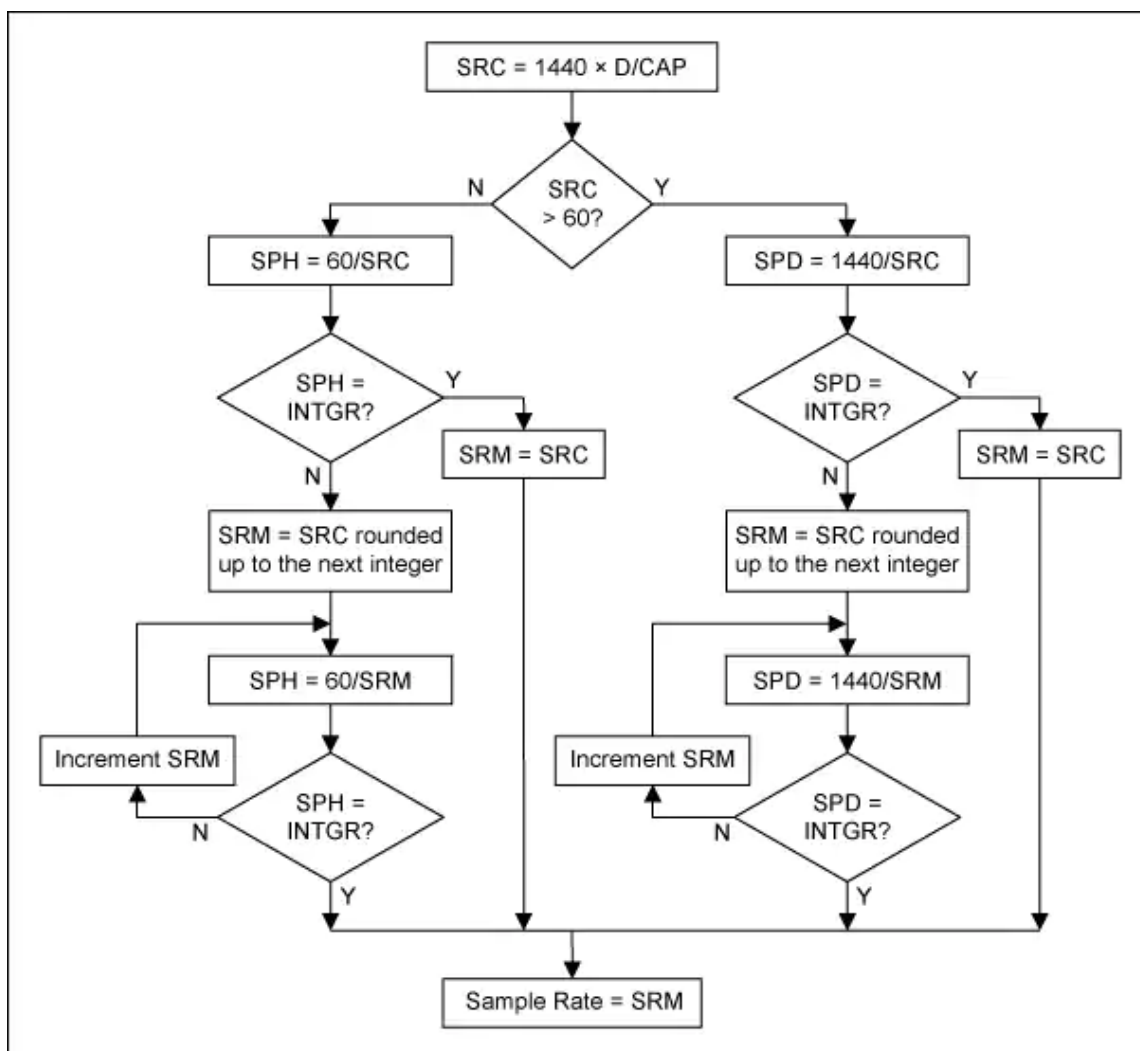 SRC = 1440 × D/CAP
SRC
> 60?
N
Y
SPH = 60/SRC
SPD = 1440/SRC
SPH =
INTGR?
Y
N
SPD =
INTGR?
Y
N
SRM = SRC
SRM = SRC
SRM = SRC rounded
up to the next integer
SRM = SRC rounded
up to the next integer
SPH = 60/SRM
SPD = 1440/SRM
Increment SRM
Increment SRM
SPH =
INTGR?
N
Y
SPD =
INTGR?
N
Y
Sample Rate = SRM